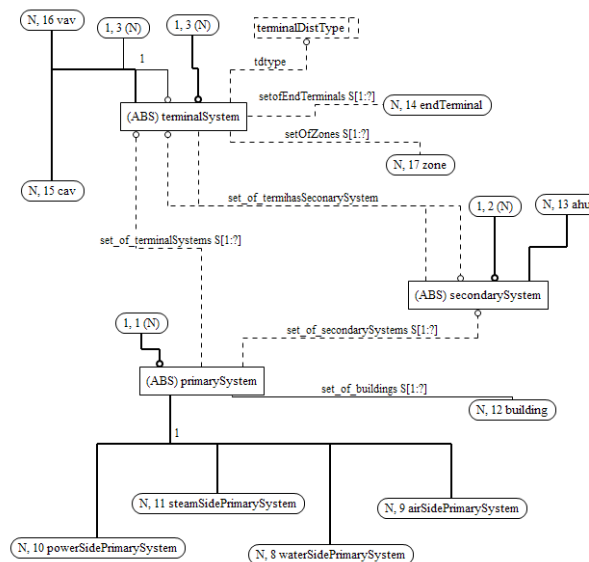 N, 16 vav
1, 3 (N)
1, 3 (N)
terminalDistType
1
tdtype
setofEndTerminals S[1:?]
N, 14 endTerminal
(ABS) terminalSystem
setOfZones S[1:?]
N, 17 zone
N, 15 cav
set_of_termihasSeconarySystem
1, 2 (N)
N, 13 ahu
set_of_terminalSystems S[1:?]
(ABS) secondarySystem
1, 1 (N)
set_of_secondarySystems S[1:?]
(ABS) primarySystem
set_of_buildings S[1:?]
N, 12 building
1
N, 11 steamSidePrimarySystem
N, 9 airSidePrimarySystem
N, 10 powerSidePrimarySystem
N, 8 waterSidePrimarySystem